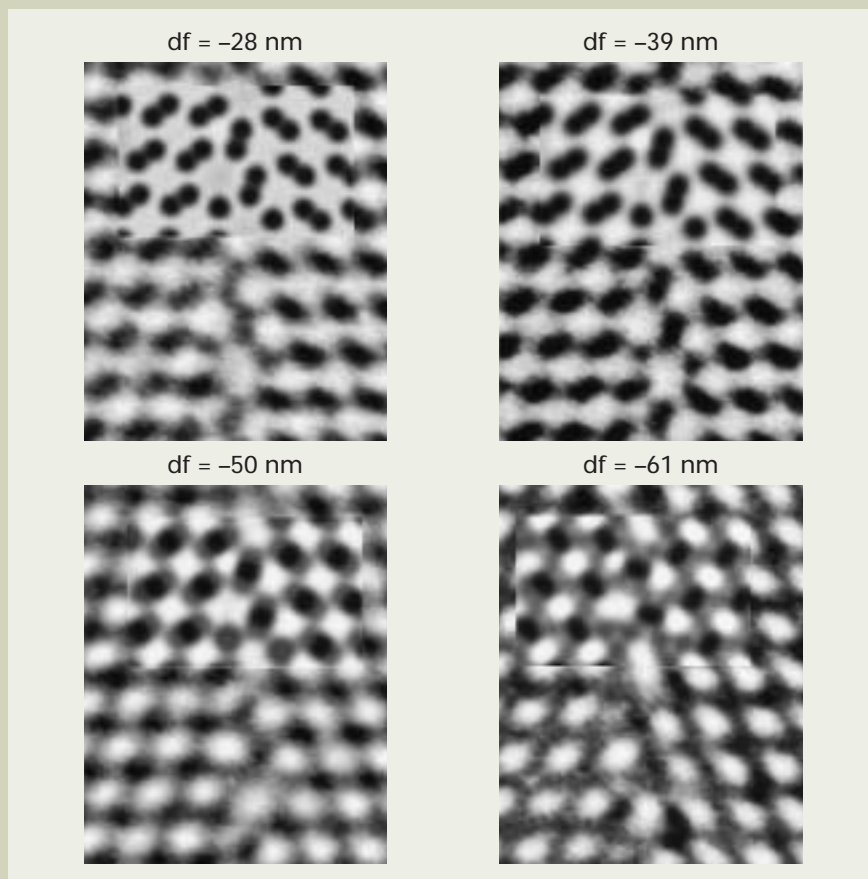 df = –28 nm
df = –39 nm
df = –50 nm
df = –61 nm